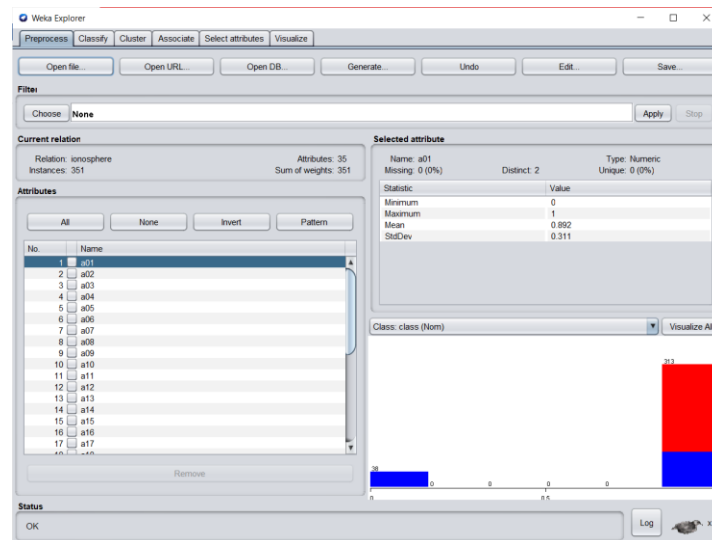 Weka Explorer
Preprocess Classify Cluster Associate Select attributes Visualize
Open file... Open URL... Open DB... Generate... Undo Edit... Save...
Filter
Choose None Apply Stop
Current relation
Relation: ionosphere Attributes: 35
Instances: 351 Sum of weights: 351
Attributes
All None Invert Pattern
No. Name
1 a01
2 a02
3 a03
4 a04
5 a05
6 a06
7 a07
8 a08
9 a09
10 a10
11 a11
12 a12
13 a13
14 a14
15 a15
16 a16
17 a17
Remove
Selected attribute
Name: a01 Type: Numeric
Missing: 0 (0%) Distinct: 2 Unique: 0 (0%)
Statistic Value
Minimum 0
Maximum 1
Mean 0.892
StdDev 0.311
Class: class (Nom) Visualize Al
313
38 0 0 0 0
0 0.5
Status
OK Log x